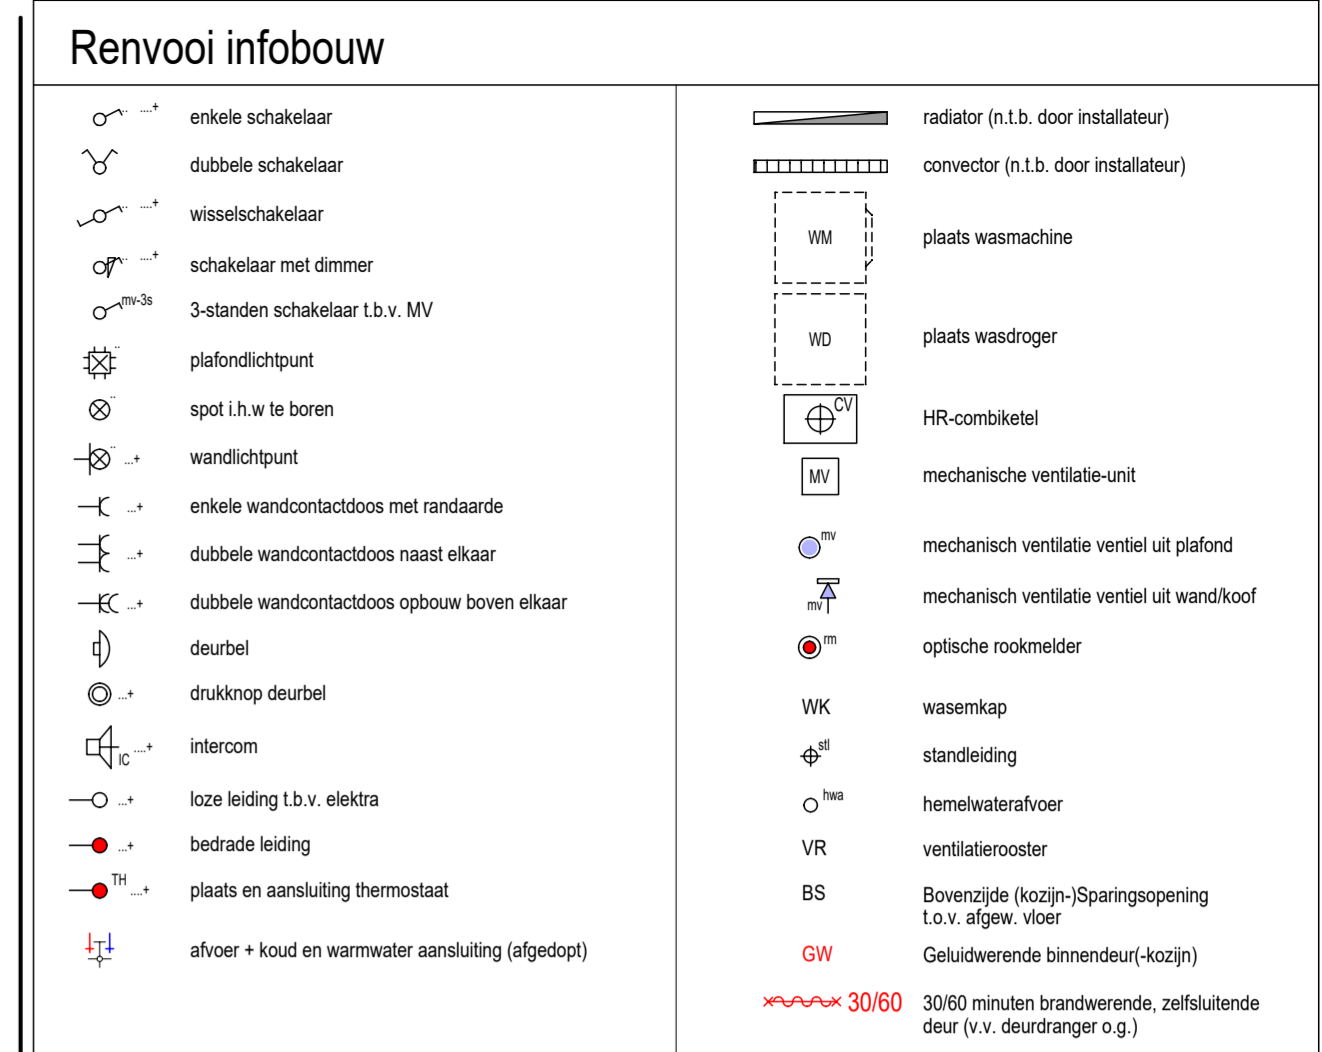 Renvooi infobouw
.. ....+ enkele schakelaar
dubbele schakelaar
.. ....+ wisselschakelaar
.. ....+ schakelaar met dimmer
mv-3s 3-standen schakelaar t.b.v. MV
.. plafondlichtpunt
.. spot i.h.w te boren
.. ...+ wandlichtpunt
...+ enkele wandcontactdoos met randaarde
...+ dubbele wandcontactdoos naast elkaar
...+ dubbele wandcontactdoos opbouw boven elkaar
deurbel
...+ drukknop deurbel
IC ....+ intercom
...+ loze leiding t.b.v. elektra
...+ bedrade leiding
TH ....+ plaats en aansluiting thermostaat
afvoer + koud en warmwater aansluiting (afgedopt)
radiator (n.t.b. door installateur)
convector (n.t.b. door installateur)
WM plaats wasmachine
WD plaats wasdroger
CV HR-combiketel
MV mechanische ventilatie-unit
mv mechanisch ventilatie ventiel uit plafond
mv mechanisch ventilatie ventiel uit wand/koof
rm optische rookmelder
WK wasemkap
stl standleiding
hwa hemelwaterafvoer
VR ventilatierooster
BS Bovenzijde (kozijn-)Sparingsopening
t.o.v. afgew. vloer
GW Geluidwerende binnendeur(-kozijn)
30/60 30/60 minuten brandwerende, zelfsluitende
deur (v.v. deurdranger o.g.)